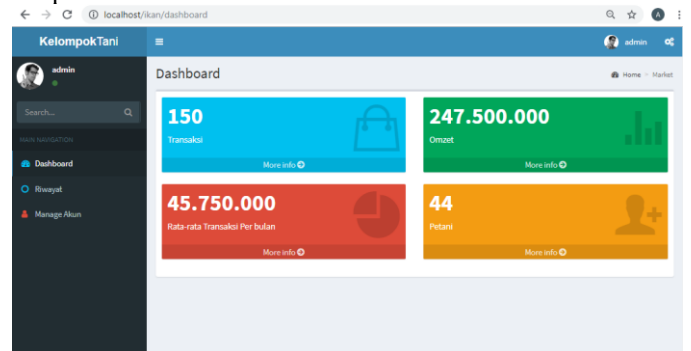 localhost/ikan/dashboard
A
KelompokTani
admin
admin
Dashboard
Home > Market
Search...
MAIN NAVIGATION
Dashboard
Riwayat
Manage Akun
150
Transaksi
More info
247.500.000
Omzet
More info
45.750.000
Rata-rata Transaksi Per bulan
More info
44
Petani
More info